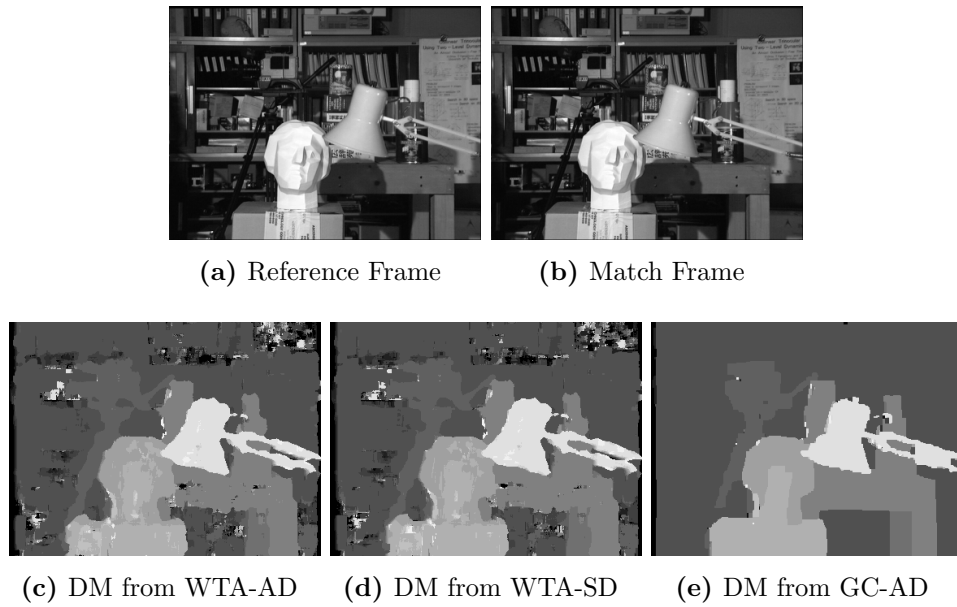 (a) Reference Frame
(b) Match Frame
(c) DM from WTA-AD
(d) DM from WTA-SD
(e) DM from GC-AD